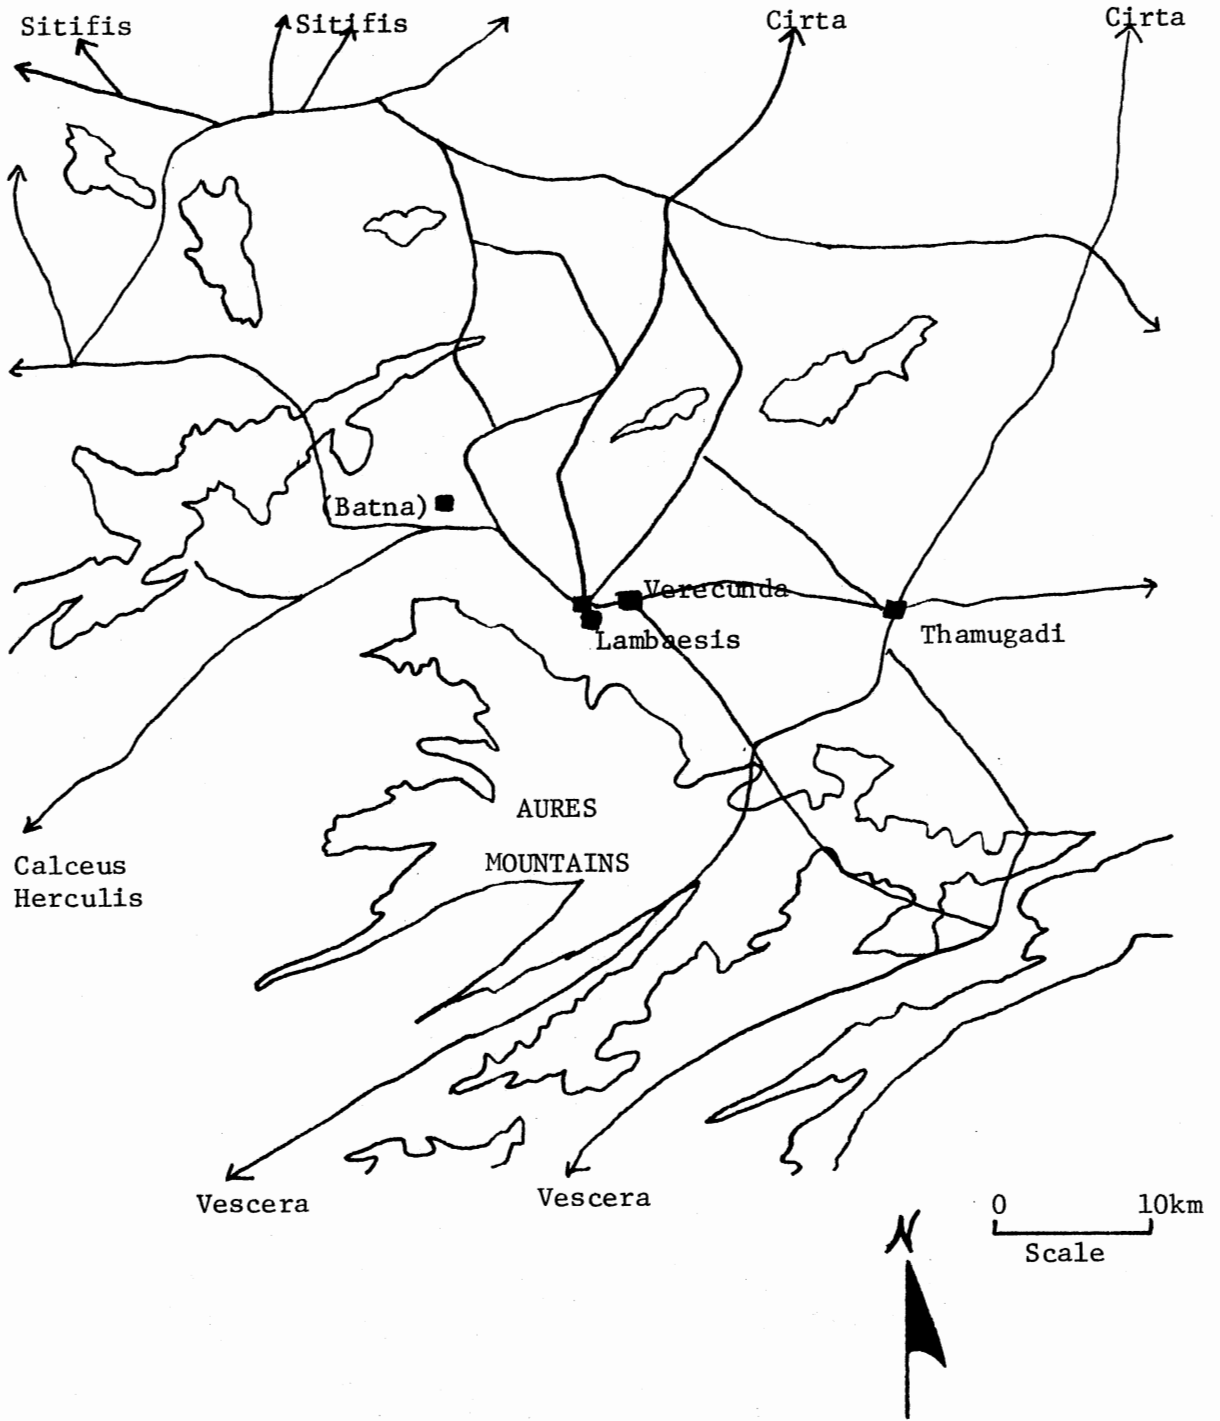 Sitifis
Sitifis
Cirta
Cirta
(Batna)
Verecunda
Lambaesis
Thamugadi
AURES
MOUNTAINS
Calceus
Herculis
Vescera
Vescera
0 10km
Scale
N